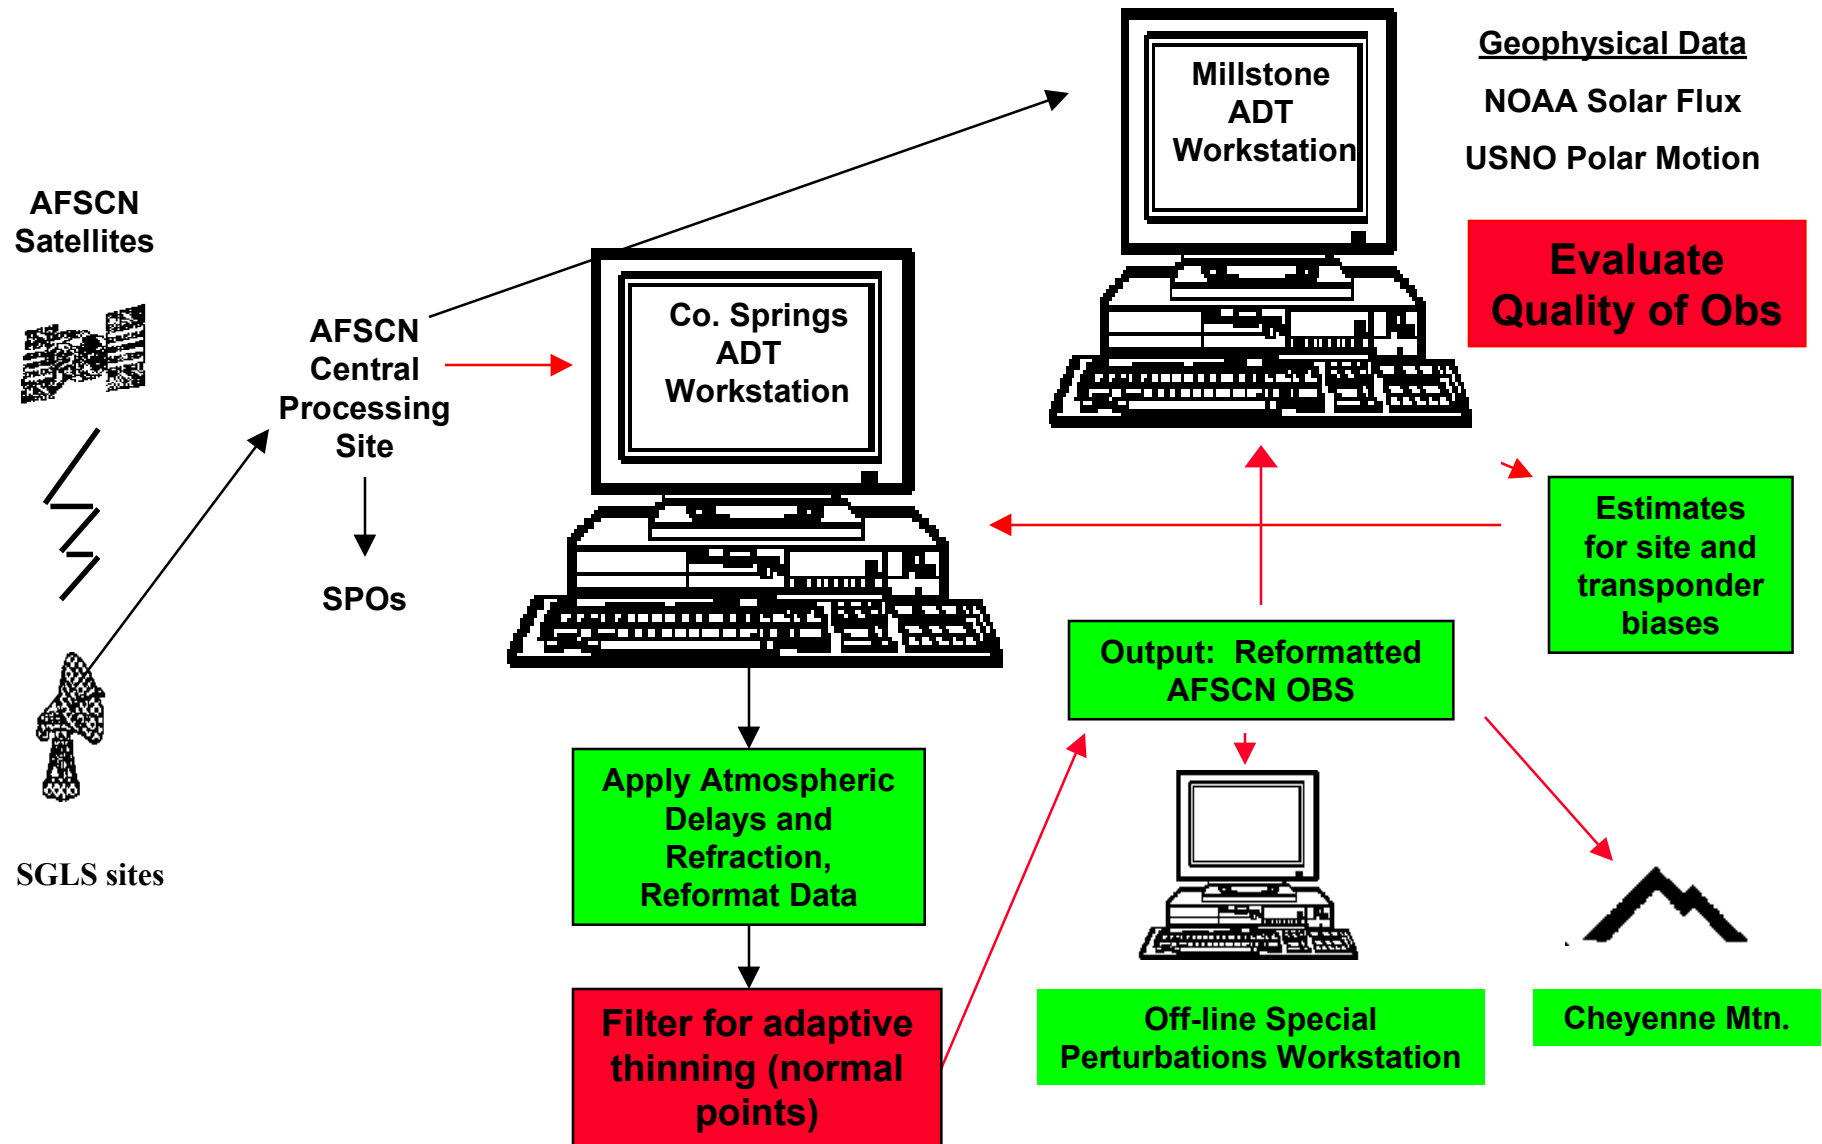 AFSCN
Satellites
SGLS sites
AFSCN
Central
Processing
Site
SPOs
Co. Springs
ADT
Workstation
Millstone
ADT
Workstation
Geophysical Data
NOAA Solar Flux
USNO Polar Motion
Evaluate
Quality of Obs
Estimates
for site and
transponder
biases
Output: Reformatted
AFSCN OBS
Apply Atmospheric
Delays and
Refraction,
Reformat Data
Filter for adaptive
thinning (normal
points)
Off-line Special
Perturbations Workstation
Cheyenne Mtn.